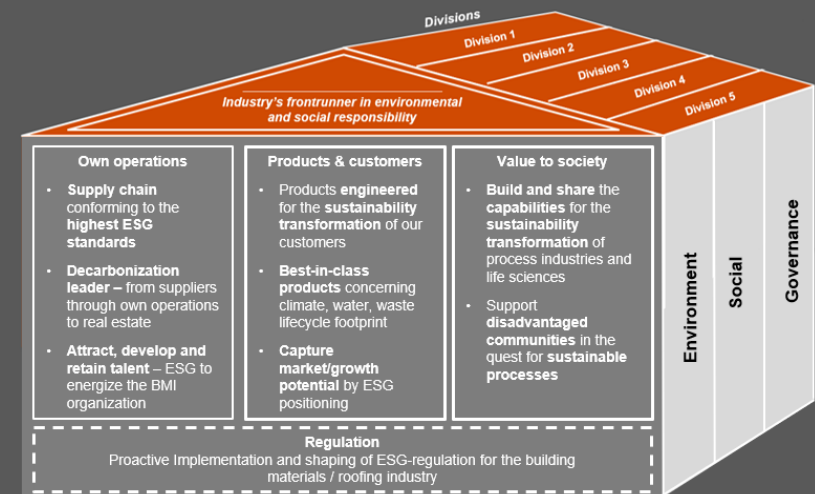 Divisions
Division 1
Division 2
Division 3
Division 4
Division 5
Industry's frontrunner in environmental
and social responsibility
Own operations
• Supply chain
conforming to the
highest ESG
standards
• Decarbonization
leader – from suppliers
through own operations
to real estate
• Attract, develop and
retain talent – ESG to
energize the BMI
organization
Products & customers
• Products engineered
for the sustainability
transformation of our
customers
• Best-in-class
products concerning
climate, water, waste
lifecycle footprint
• Capture
market/growth
potential by ESG
positioning
Value to society
• Build and share the
capabilities for the
sustainability
transformation of
process industries and
life sciences
• Support
disadvantaged
communities in the
quest for sustainable
processes
Environment
Social
Governance
Regulation
Proactive Implementation and shaping of ESG-regulation for the building
materials / roofing industry